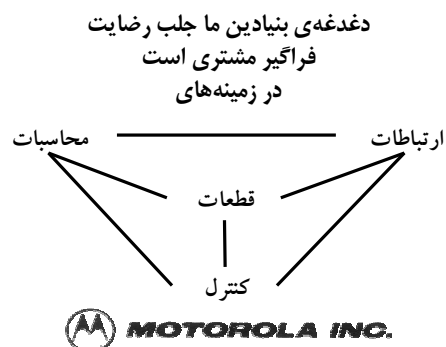 دغدغه‌ی بنیادین ما جلب رضایت
فراگیر مشتری است
در زمینه‌های
ارتباطات
محاسبات
قطعات
کنترل
MOTOROLA INC.